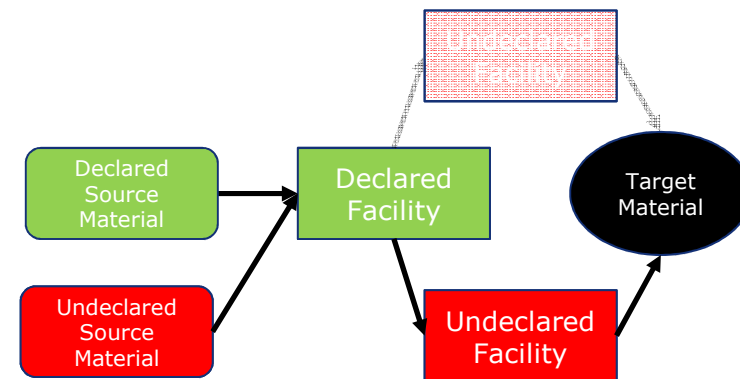 Undeclared
Facility
Declared
Source
Material
Declared
Facility
Target
Material
Undeclared
Source
Material
Undeclared
Facility